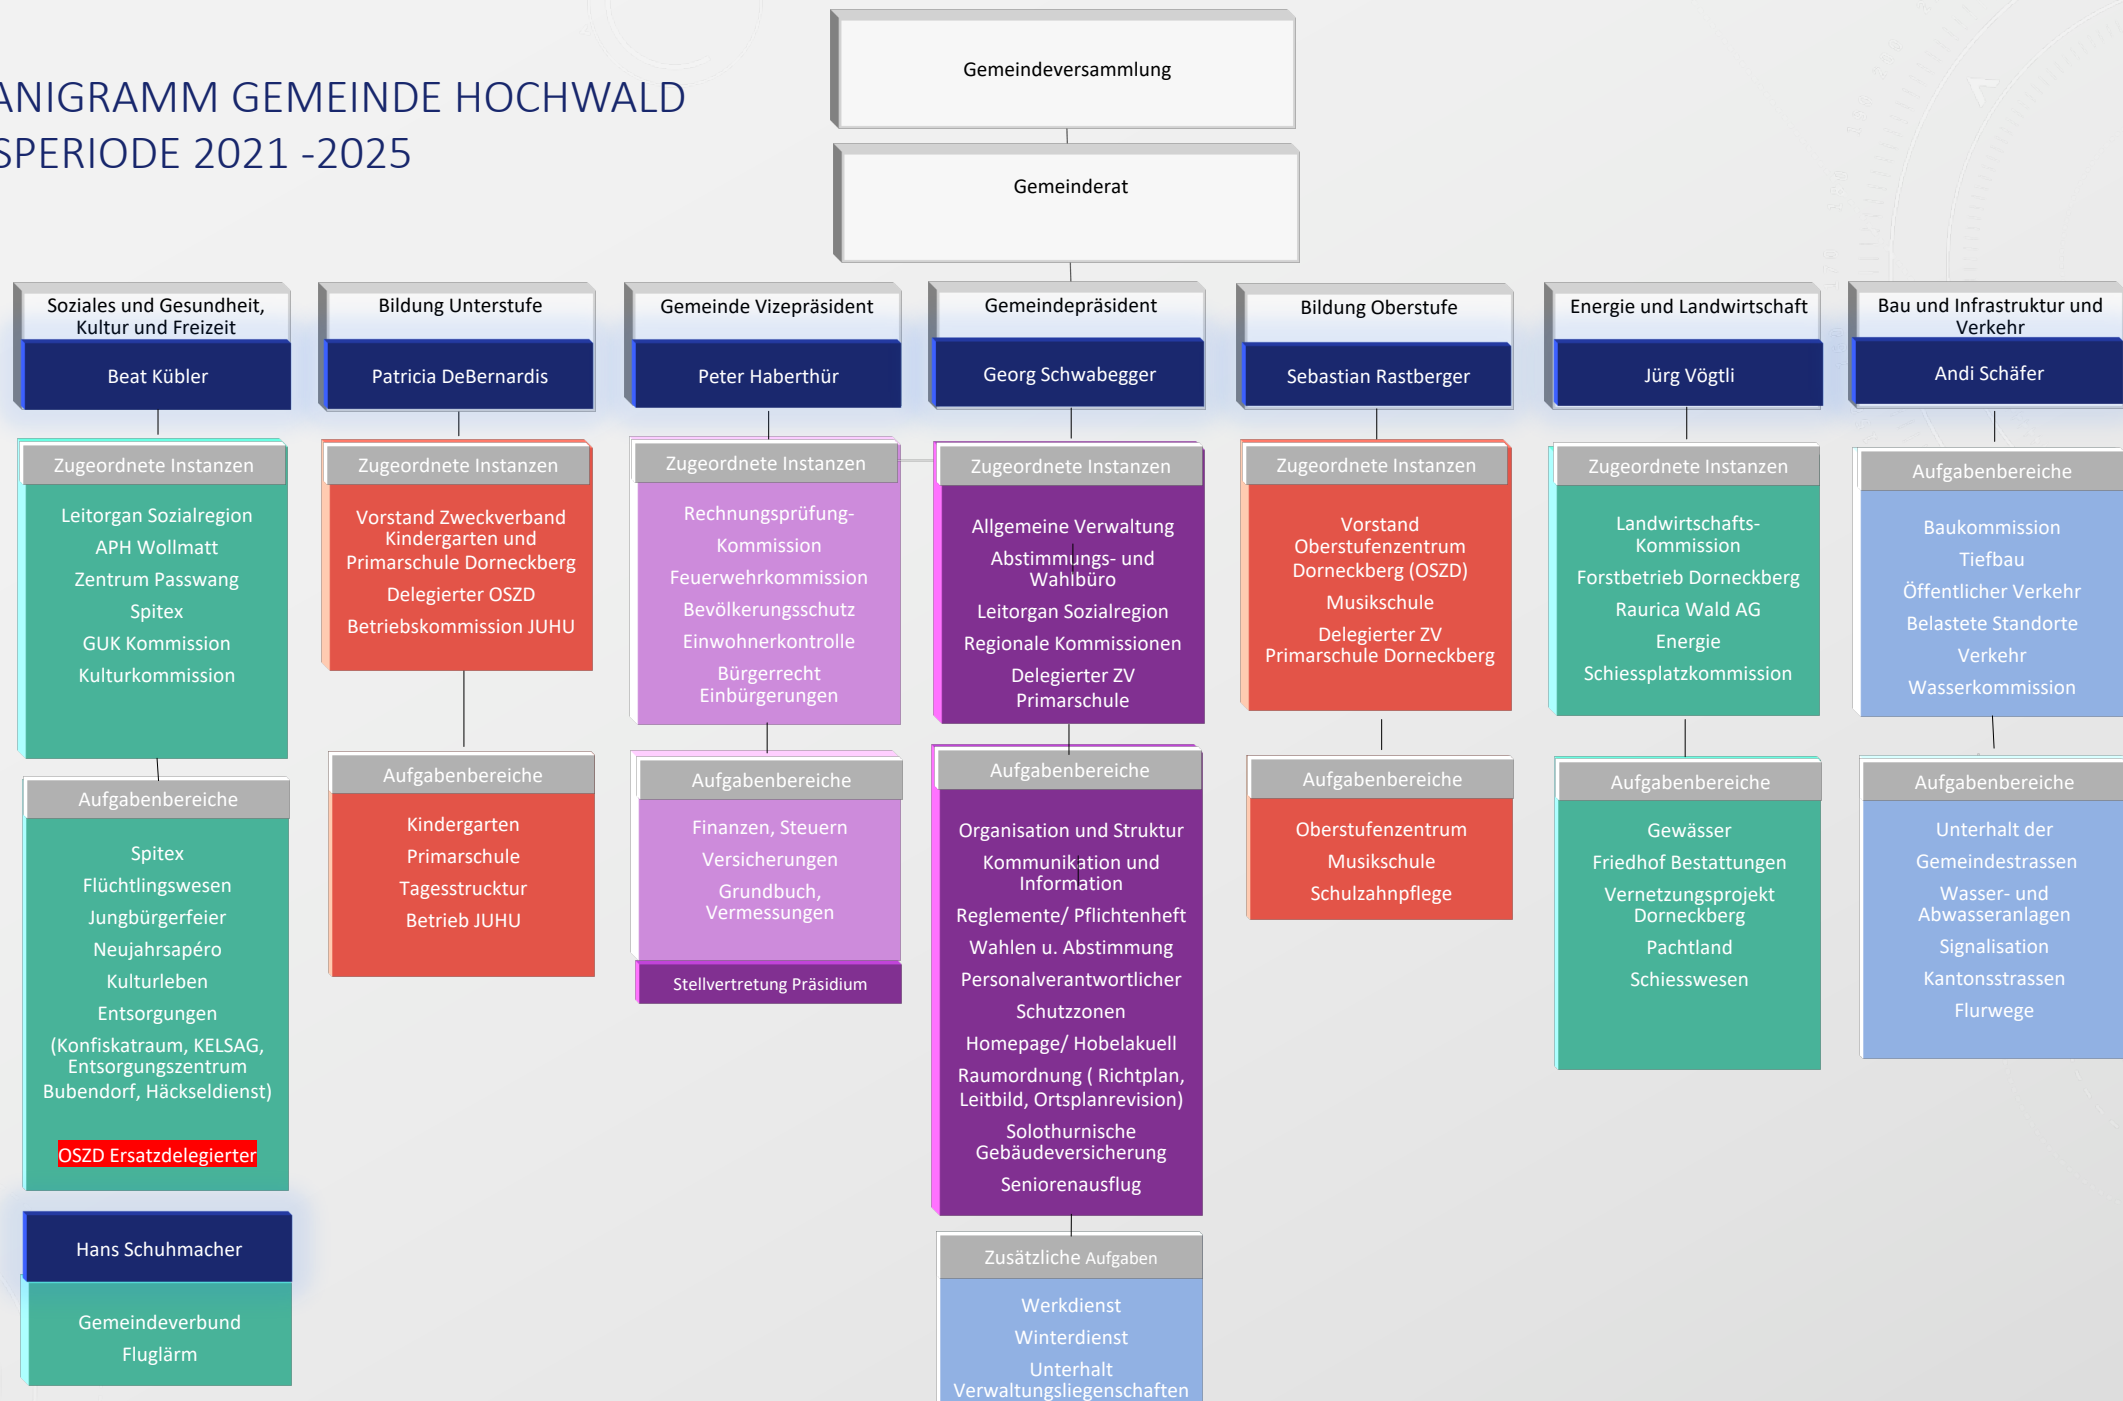 ANIGRAMM GEMEINDE HOCHWALD
SPERIODE 2021 -2025
Gemeindeversammlung
Gemeinderat
Soziales und Gesundheit,
Kultur und Freizeit
Beat Kübler
Zugeordnete Instanzen
Leitorgan Sozialregion
APH Wollmatt
Zentrum Passwang
Spitex
GUK Kommission
Kulturkommission
Aufgabenbereiche
Spitex
Flüchtlingswesen
Jungbürgerfeier
Neujahrsapéro
Kulturleben
Entsorgungen
(Konfiskatraum, KELSAG,
Entsorgungszentrum
Bubendorf, Häckseldienst)
OSZD Ersatzdelegierter
Hans Schuhmacher
Gemeindeverbund
Fluglärm
Bildung Unterstufe
Patricia DeBernardis
Zugeordnete Instanzen
Vorstand Zweckverband
Kindergarten und
Primarschule Dorneckberg
Delegierter OSZD
Betriebskommission JUHU
Aufgabenbereiche
Kindergarten
Primarschule
Tagesstrucktur
Betrieb JUHU
Gemeinde Vizepräsident
Peter Haberthür
Zugeordnete Instanzen
Rechnungsprüfung-
Kommission
Feuerwehrkommission
Bevölkerungsschutz
Einwohnerkontrolle
Bürgerrecht
Einbürgerungen
Aufgabenbereiche
Finanzen, Steuern
Versicherungen
Grundbuch,
Vermessungen
Stellvertretung Präsidium
Gemeindepräsident
Georg Schwabegger
Zugeordnete Instanzen
Allgemeine Verwaltung
Abstimmungs- und
Wahlbüro
Leitorgan Sozialregion
Regionale Kommissionen
Delegierter ZV
Primarschule
Aufgabenbereiche
Organisation und Struktur
Kommunikation und
Information
Reglemente/ Pflichtenheft
Wahlen u. Abstimmung
Personalverantwortlicher
Schutzzonen
Homepage/ Hobelakuell
Raumordnung ( Richtplan,
Leitbild, Ortsplanrevision)
Solothurnische
Gebäudeversicherung
Seniorenausflug
Zusätzliche Aufgaben
Werkdienst
Winterdienst
Unterhalt
Verwaltungsliegenschaften
Bildung Oberstufe
Sebastian Rastberger
Zugeordnete Instanzen
Vorstand
Oberstufenzentrum
Dorneckberg (OSZD)
Musikschule
Delegierter ZV
Primarschule Dorneckberg
Aufgabenbereiche
Oberstufenzentrum
Musikschule
Schulzahnpflege
Energie und Landwirtschaft
Jürg Vögtli
Zugeordnete Instanzen
Landwirtschafts-
Kommission
Forstbetrieb Dorneckberg
Raurica Wald AG
Energie
Schiessplatzkommission
Aufgabenbereiche
Gewässer
Friedhof Bestattungen
Vernetzungsprojekt
Dorneckberg
Pachtland
Schiesswesen
Bau und Infrastruktur und
Verkehr
Andi Schäfer
Aufgabenbereiche
Baukommission
Tiefbau
Öffentlicher Verkehr
Belastete Standorte
Verkehr
Wasserkommission
Aufgabenbereiche
Unterhalt der
Gemeindestrassen
Wasser- und
Abwasseranlagen
Signalisation
Kantonsstrassen
Flurwege